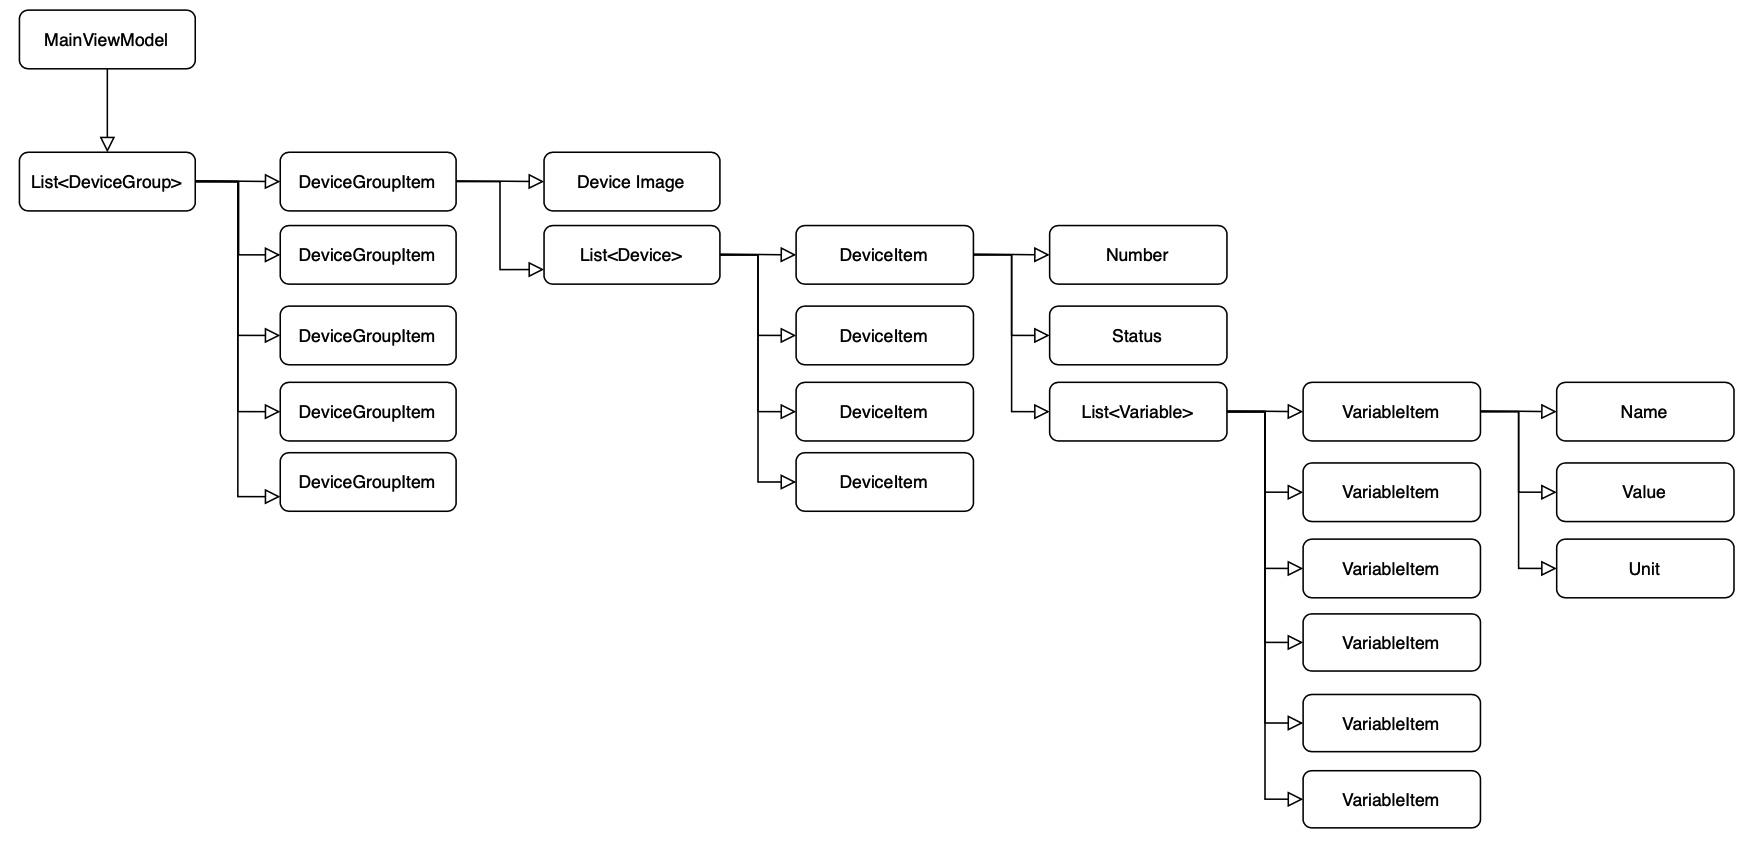 MainViewModel
List<DeviceGroup>
DeviceGroupItem
Device Image
DeviceGroupItem
List<Device>
DeviceItem
Number
DeviceGroupItem
DeviceItem
Status
DeviceGroupItem
DeviceItem
List<Variable>
VariableItem
Name
DeviceGroupItem
DeviceItem
VariableItem
Value
VariableItem
Unit
VariableItem
VariableItem
VariableItem